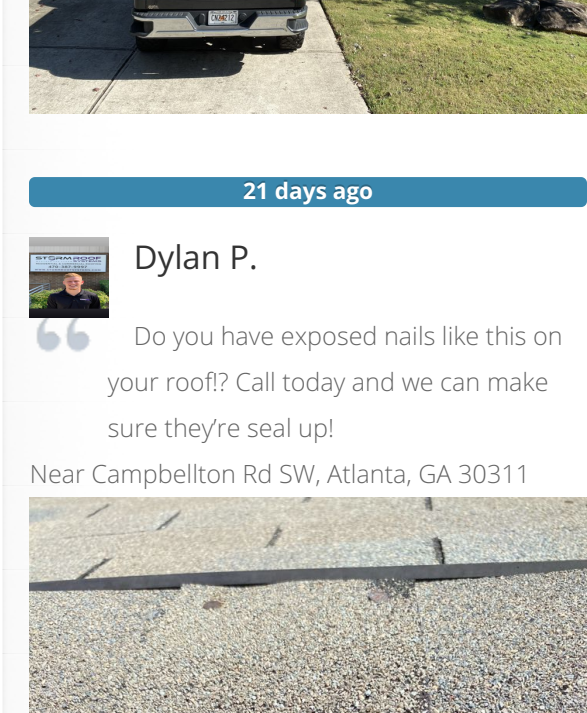 21 days ago
Dylan P.
Do you have exposed nails like this on
your roof!? Call today and we can make
sure they’re seal up!
Near Campbellton Rd SW, Atlanta, GA 30311